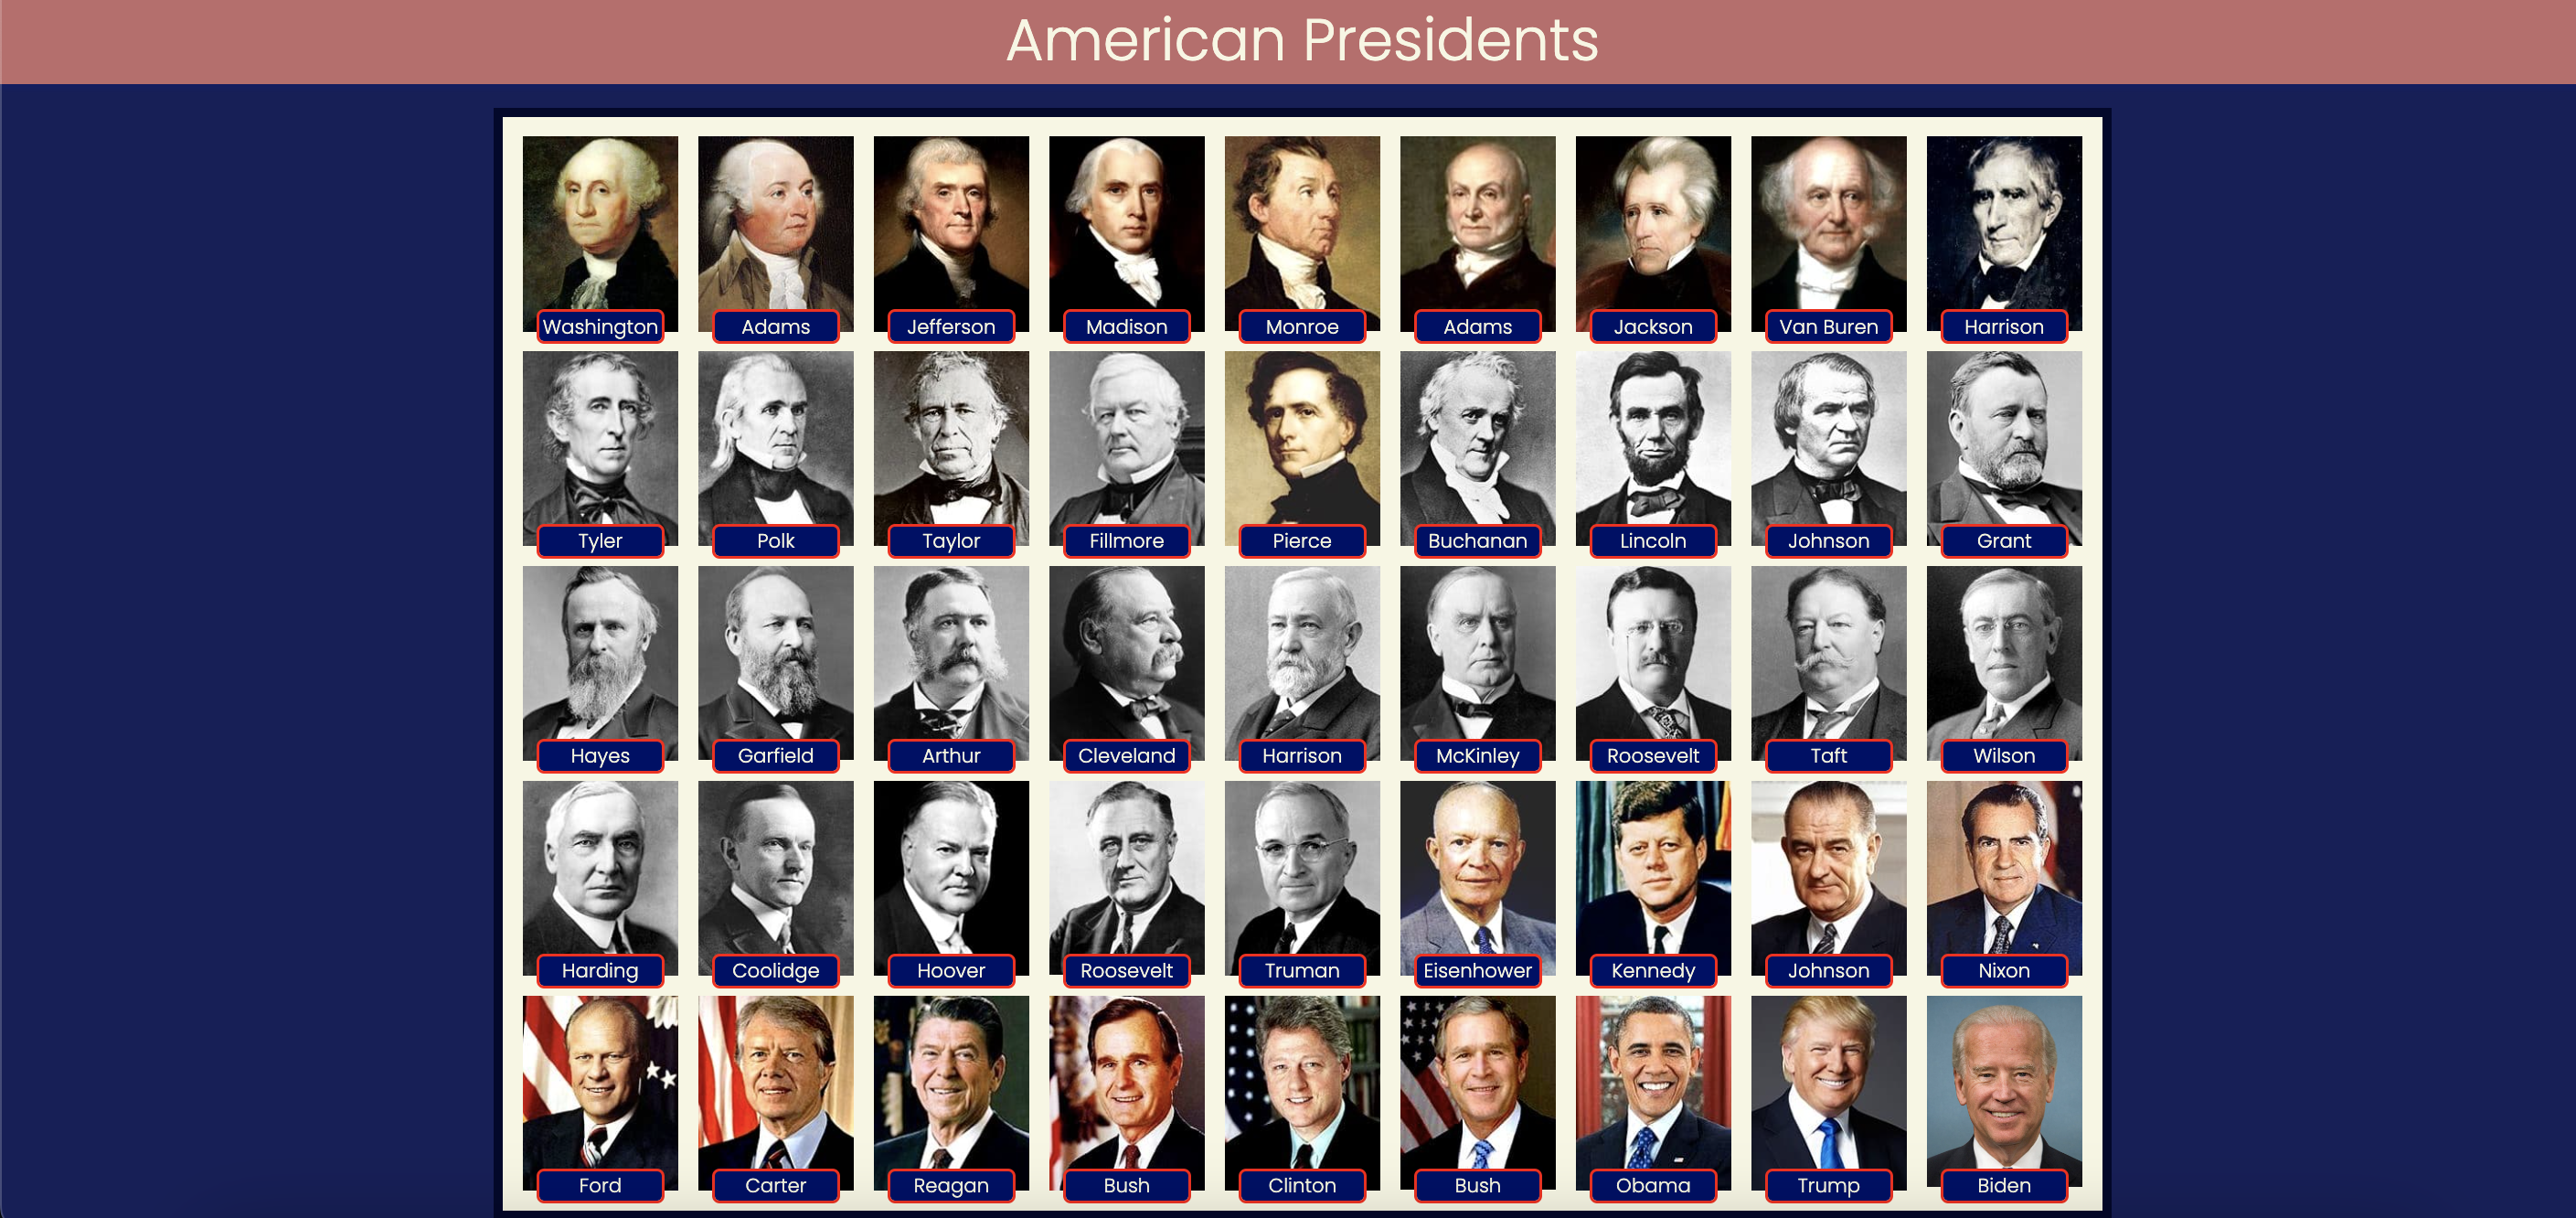 American Presidents
Washington Adams Jefferson Madison Monroe Adams Jackson Van Buren Harrison
Tyler Polk Taylor Fillmore Pierce Buchanan Lincoln Johnson Grant
Hayes Garfield Arthur Cleveland Harrison McKinley Roosevelt Taft Wilson
Harding Coolidge Hoover Roosevelt Truman Eisenhower Kennedy Johnson Nixon
Ford Carter Reagan Bush Clinton Bush Obama Trump Biden